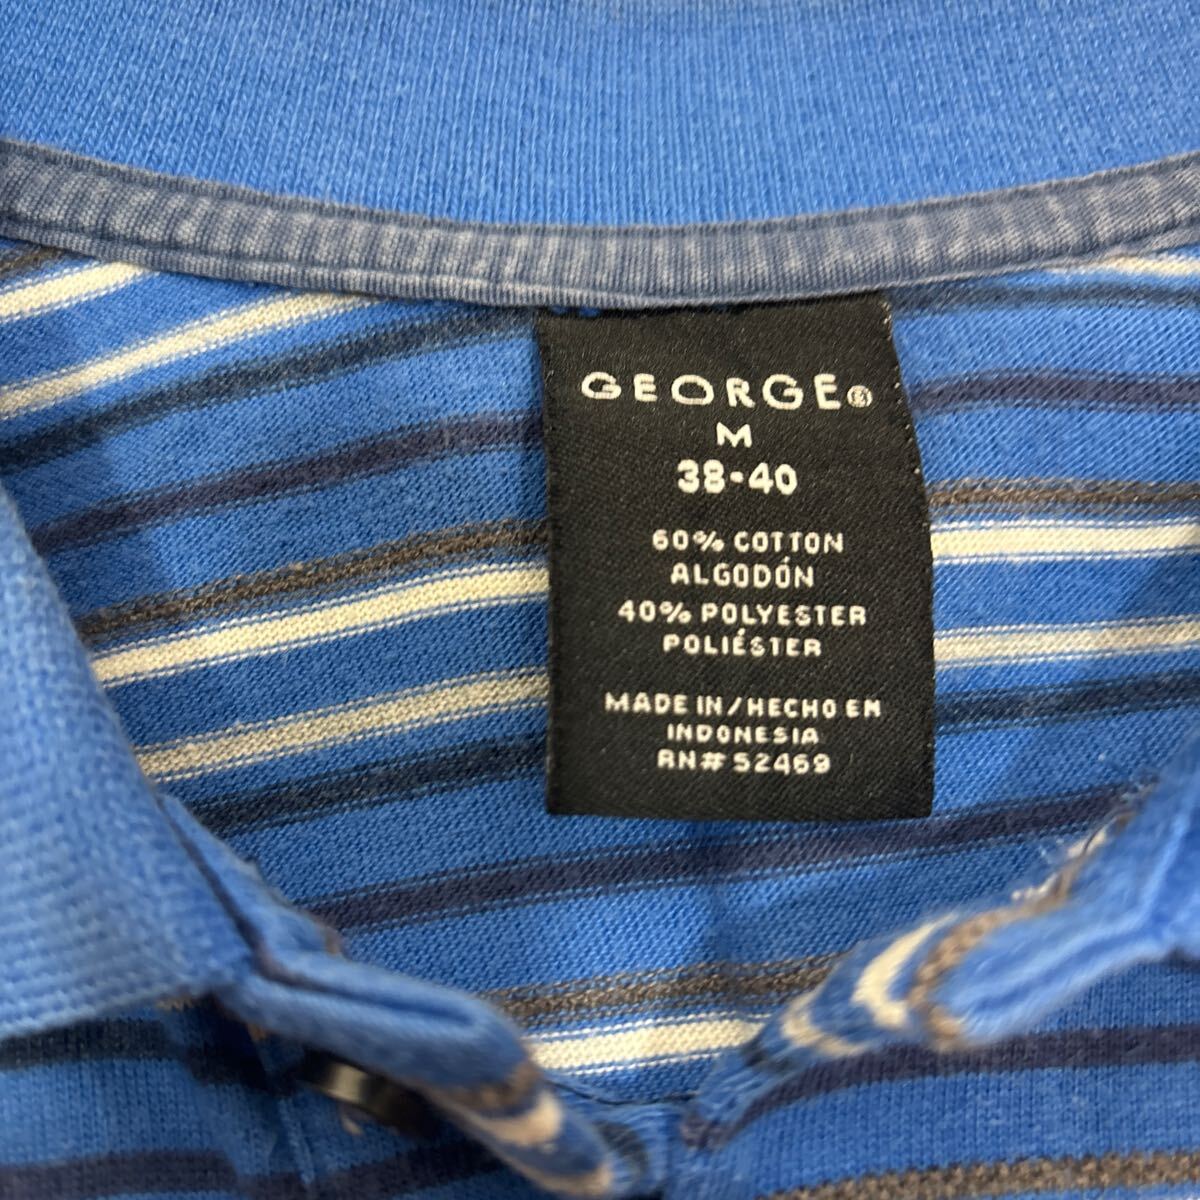 GEORGE®
M
38-40
60% COTTON
ALGODÓN
40% POLYESTER
POLIÉSTER
MADE IN/HECHO EN
INDONESIA
RN# 52469